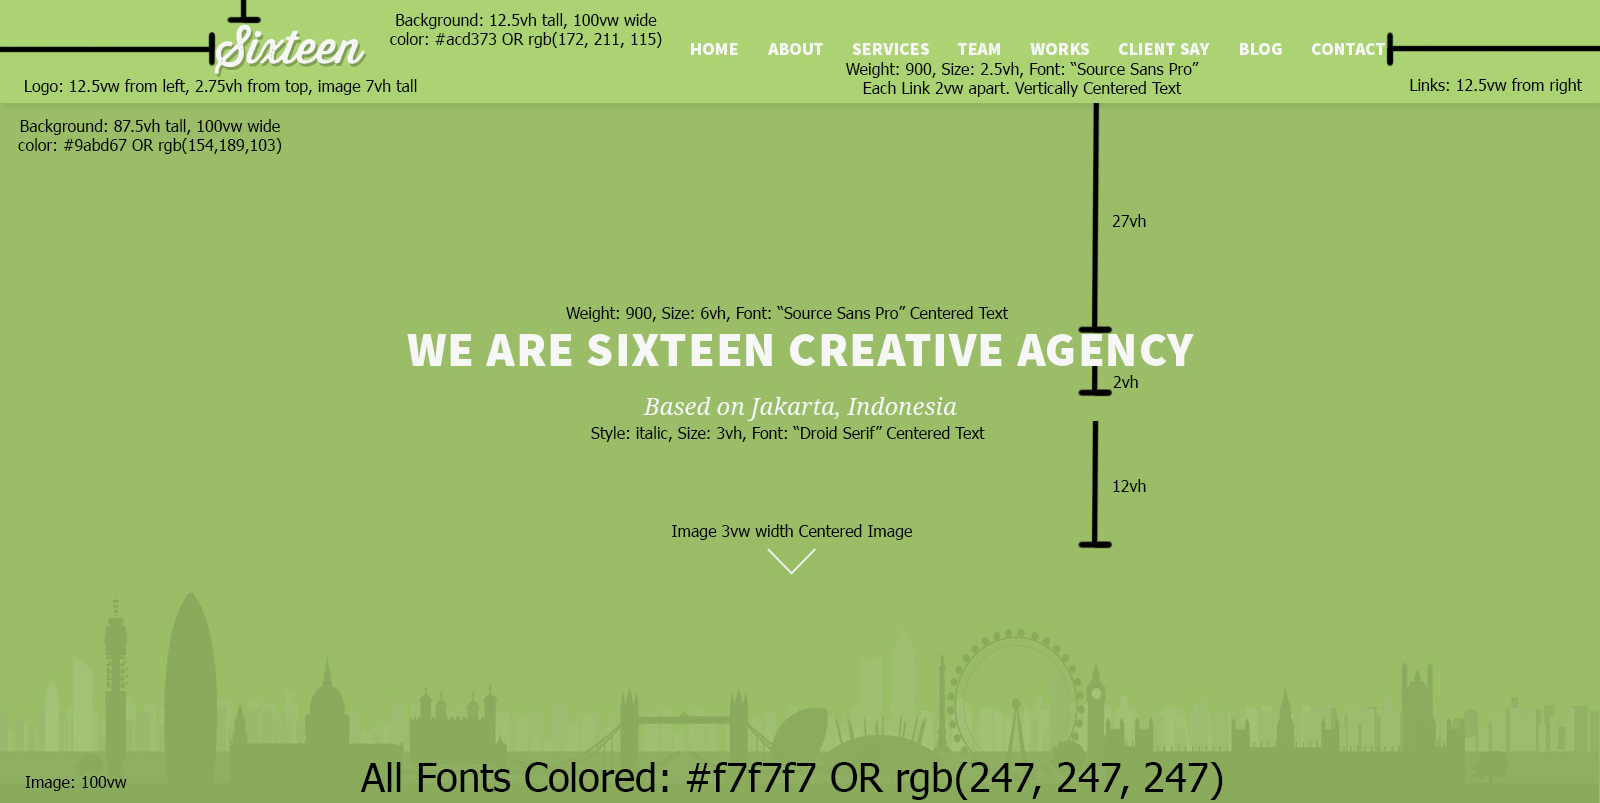 Sixteen
Background: 12.5vh tall, 100vw wide
color: #acd373 OR rgb(172, 211, 115)
HOME ABOUT SERVICES TEAM WORKS CLIENT SAY BLOG CONTACT
Weight: 900, Size: 2.5vh, Font: “Source Sans Pro”
Each Link 2vw apart. Vertically Centered Text
Logo: 12.5vw from left, 2.75vh from top, image 7vh tall
Links: 12.5vw from right
Background: 87.5vh tall, 100vw wide
color: #9abd67 OR rgb(154,189,103)
27vh
Weight: 900, Size: 6vh, Font: “Source Sans Pro” Centered Text
WE ARE SIXTEEN CREATIVE AGENCY
2vh
Based on Jakarta, Indonesia
Style: italic, Size: 3vh, Font: “Droid Serif” Centered Text
12vh
Image 3vw width Centered Image
Image: 100vw
All Fonts Colored: #f7f7f7 OR rgb(247, 247, 247)